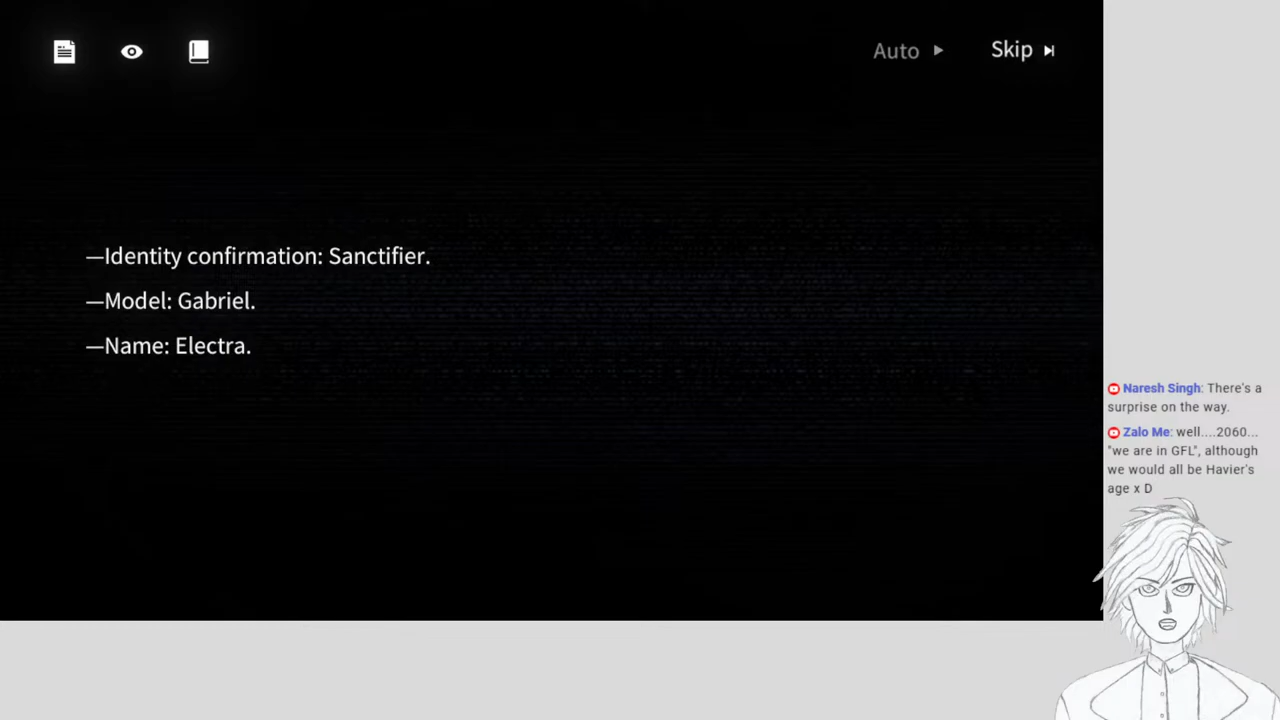 Auto
Skip
—Identity confirmation: Sanctifier.
—Model: Gabriel.
—Name: Electra.
Naresh Singh: There's a
surprise on the way.
Zalo Me: well....2060...
"we are in GFL", although
we would all be Havier's
age x D